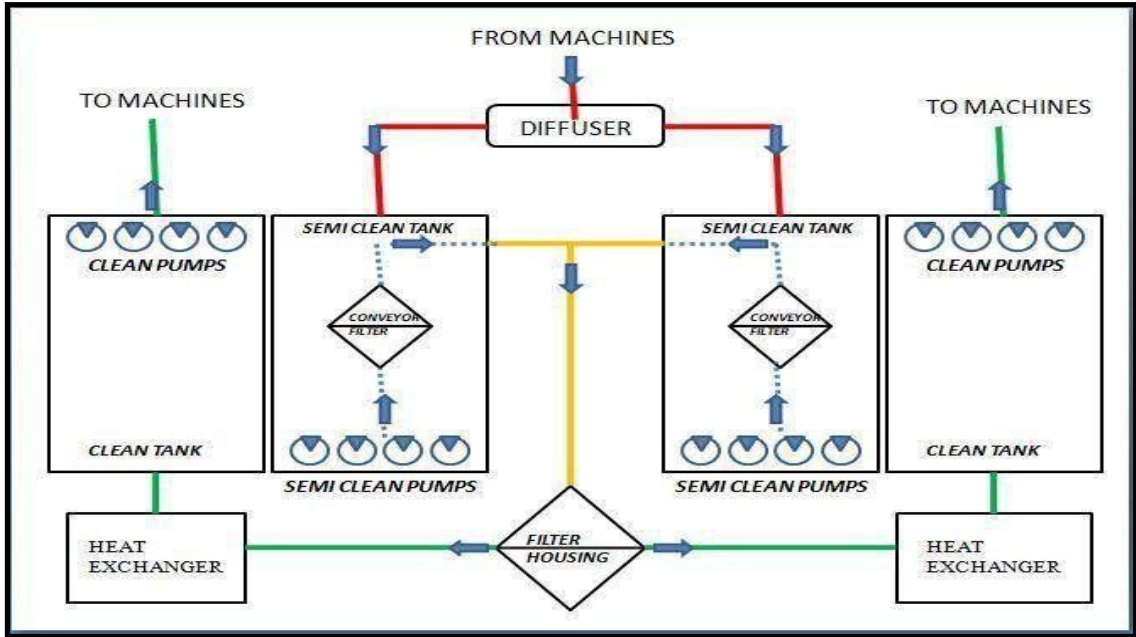 FROM MACHINES
TO MACHINES
TO MACHINES
DIFFUSER
SEMI CLEAN TANK
SEMI CLEAN TANK
CLEAN PUMPS
CLEAN PUMPS
CONVEYOR
FILTER
CONVEYOR
FILTER
CLEAN TANK
CLEAN TANK
SEMI CLEAN PUMPS
SEMI CLEAN PUMPS
HEAT
EXCHANGER
FILTER
HOUSING
HEAT
EXCHANGER